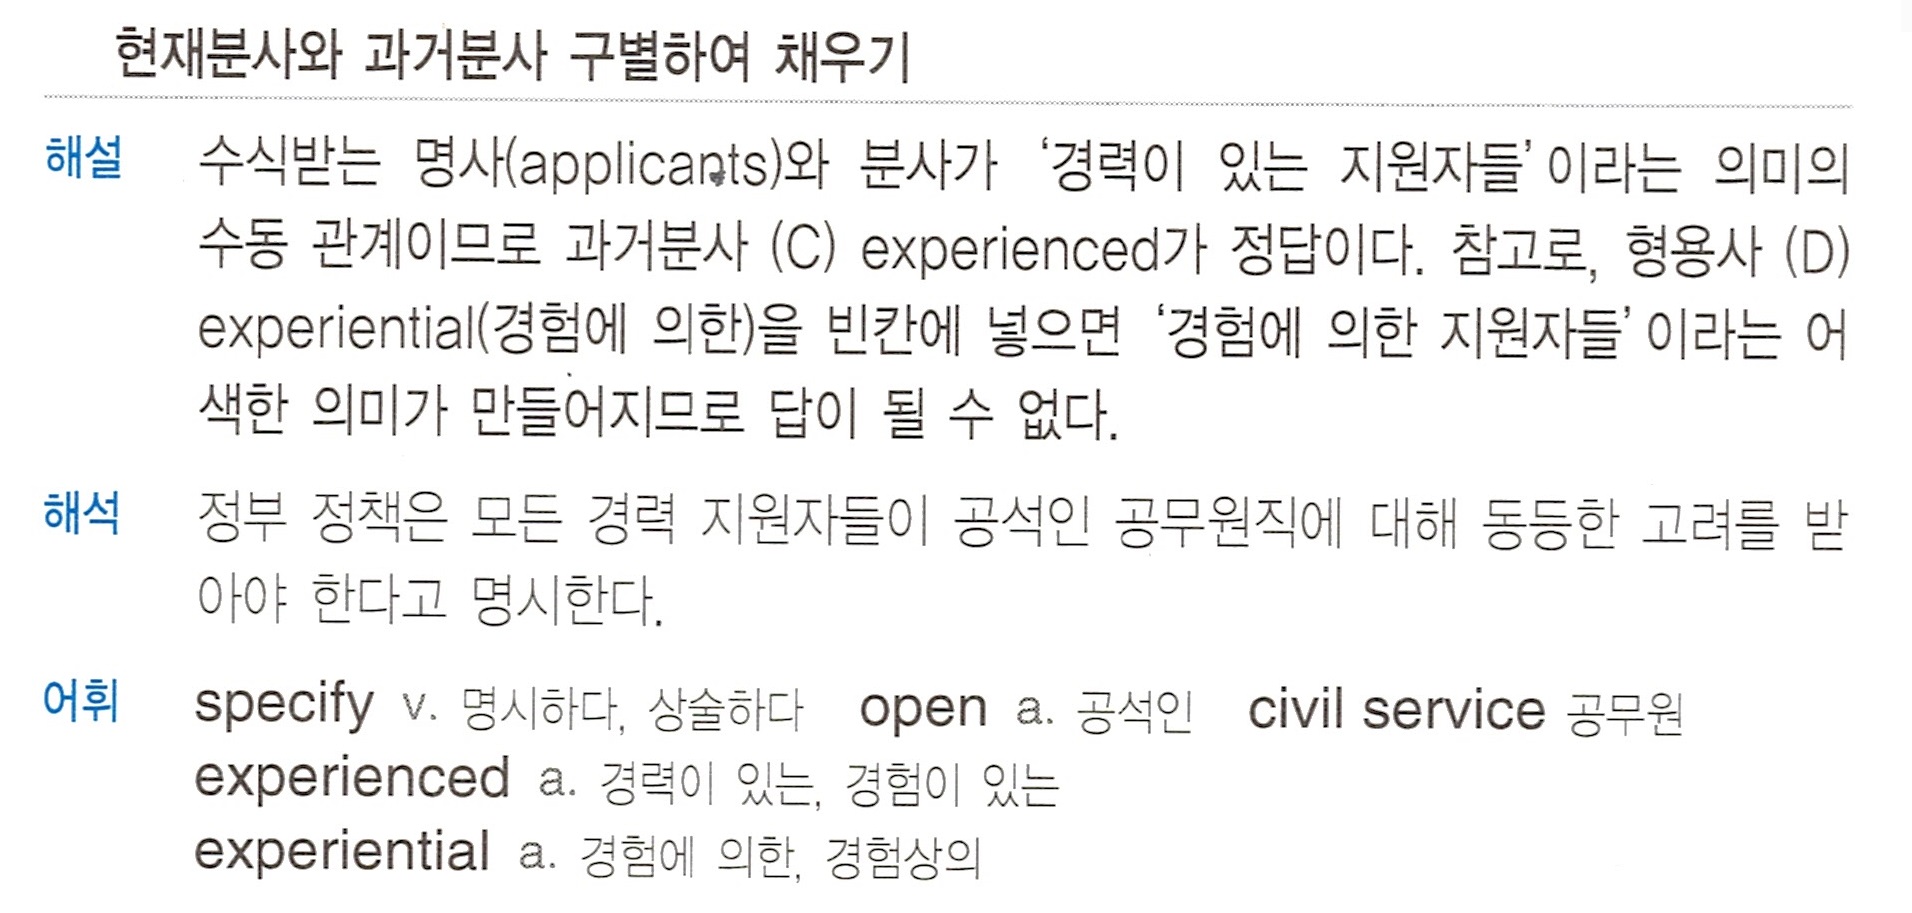 현재분사와 과거분사 구별하여 채우기
해설 수식받는 명사(applicants)와 분사가 ‘경력이 있는 지원자들’이라는 의미의
수동 관계이므로 과거분사 (C) experienced가 정답이다. 참고로, 형용사 (D)
experiential(경험에 의한)을 빈칸에 넣으면 ‘경험에 의한 지원자들’이라는 어
색한 의미가 만들어지므로 답이 될 수 없다.
해석 정부 정책은 모든 경력 지원자들이 공석인 공무원직에 대해 동등한 고려를 받
아야 한다고 명시한다.
어휘 specify v. 명시하다, 상술하다 open a. 공석인 civil service 공무원
experienced a. 경력이 있는, 경험이 있는
experiential a. 경험에 의한, 경험상의